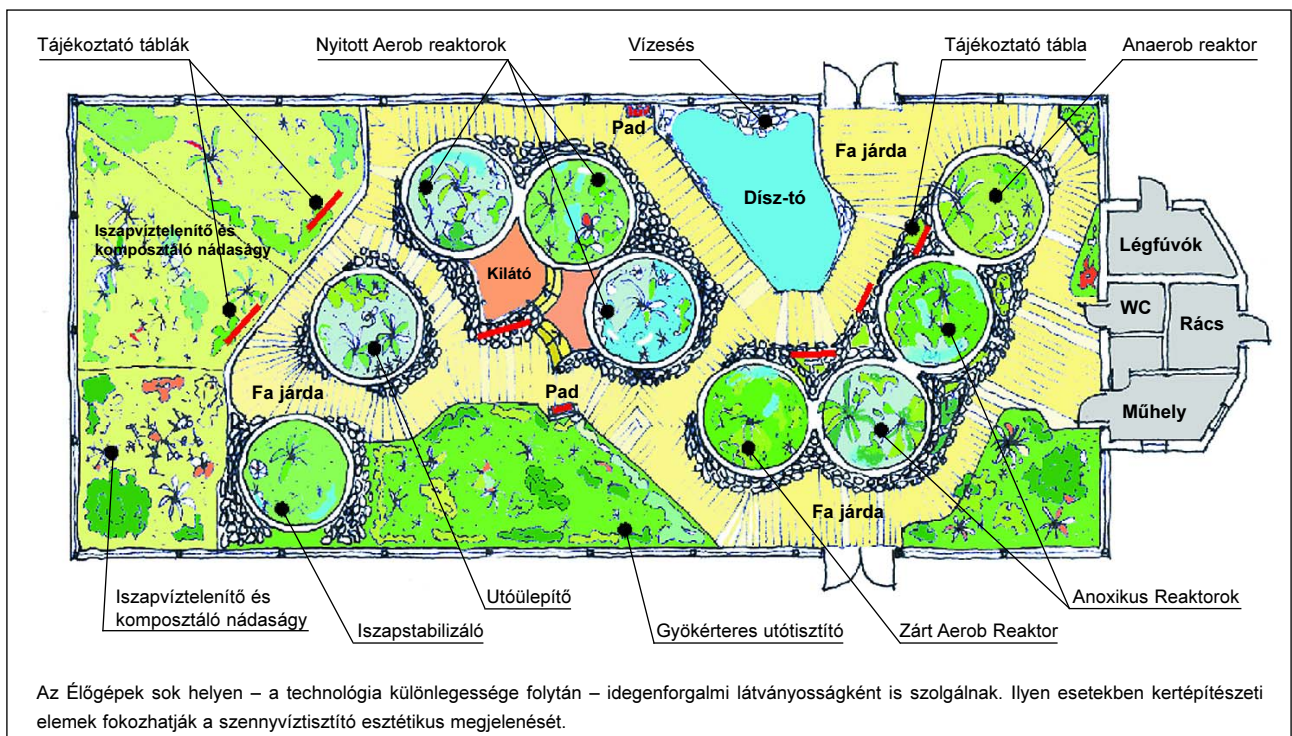 Tájékoztató táblák
Nyitott Aerob reaktorok
Vízesés
Tájékoztató tábla
Anaerob reaktor
Pad
Fa járda
Dísz-tó
Iszapvíztelenítő és
komposztáló nádaságy
Kilátó
Légfúvók
WC
Rács
Fa járda
Pad
Műhely
Fa járda
Iszapvíztelenítő és
komposztáló nádaságy
Utóülepítő
Anoxikus Reaktorok
Iszapstabilizáló
Gyökérteres utótisztító
Zárt Aerob Reaktor
Az Élőgépek sok helyen – a technológia különlegessége folytán – idegenforgalmi látványosságként is szolgálnak. Ilyen esetekben kertépítészeti
elemek fokozhatják a szennyvíztisztító esztétikus megjelenését.